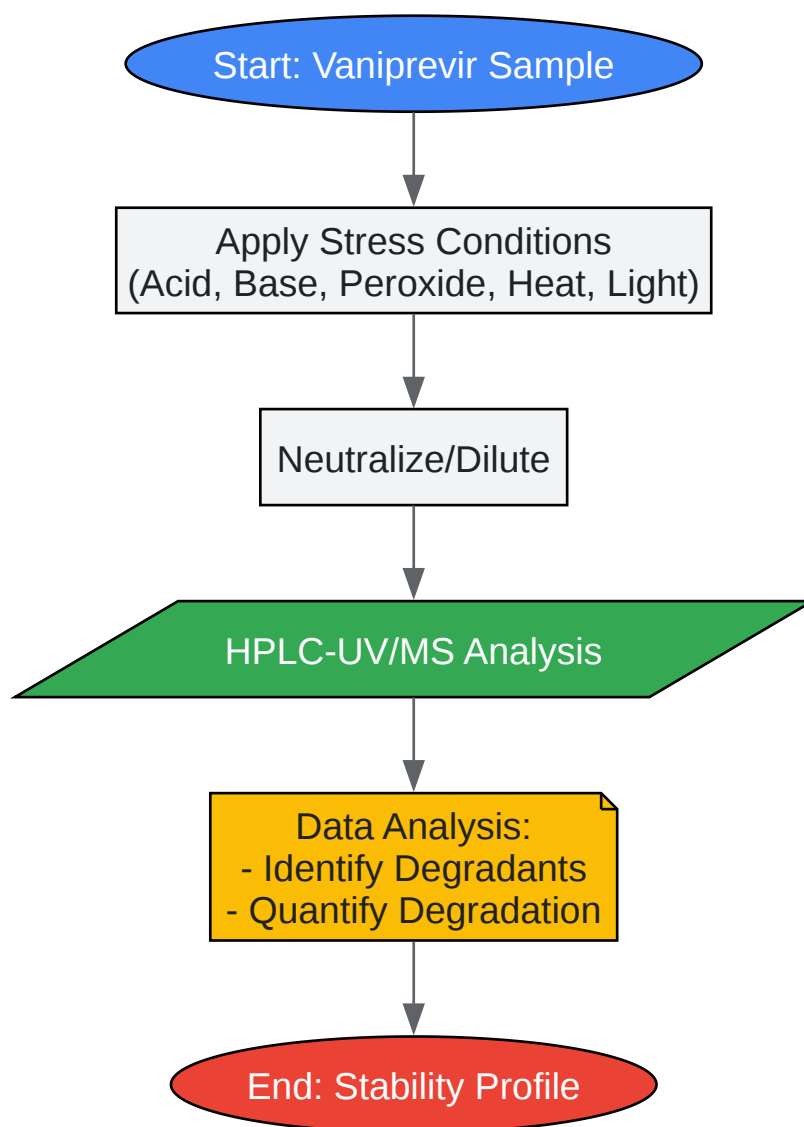 Start: Vaniprevir Sample
Apply Stress Conditions
(Acid, Base, Peroxide, Heat, Light)
Neutralize/Dilute
HPLC-UV/MS Analysis
Data Analysis:
- Identify Degradants
- Quantify Degradation
End: Stability Profile